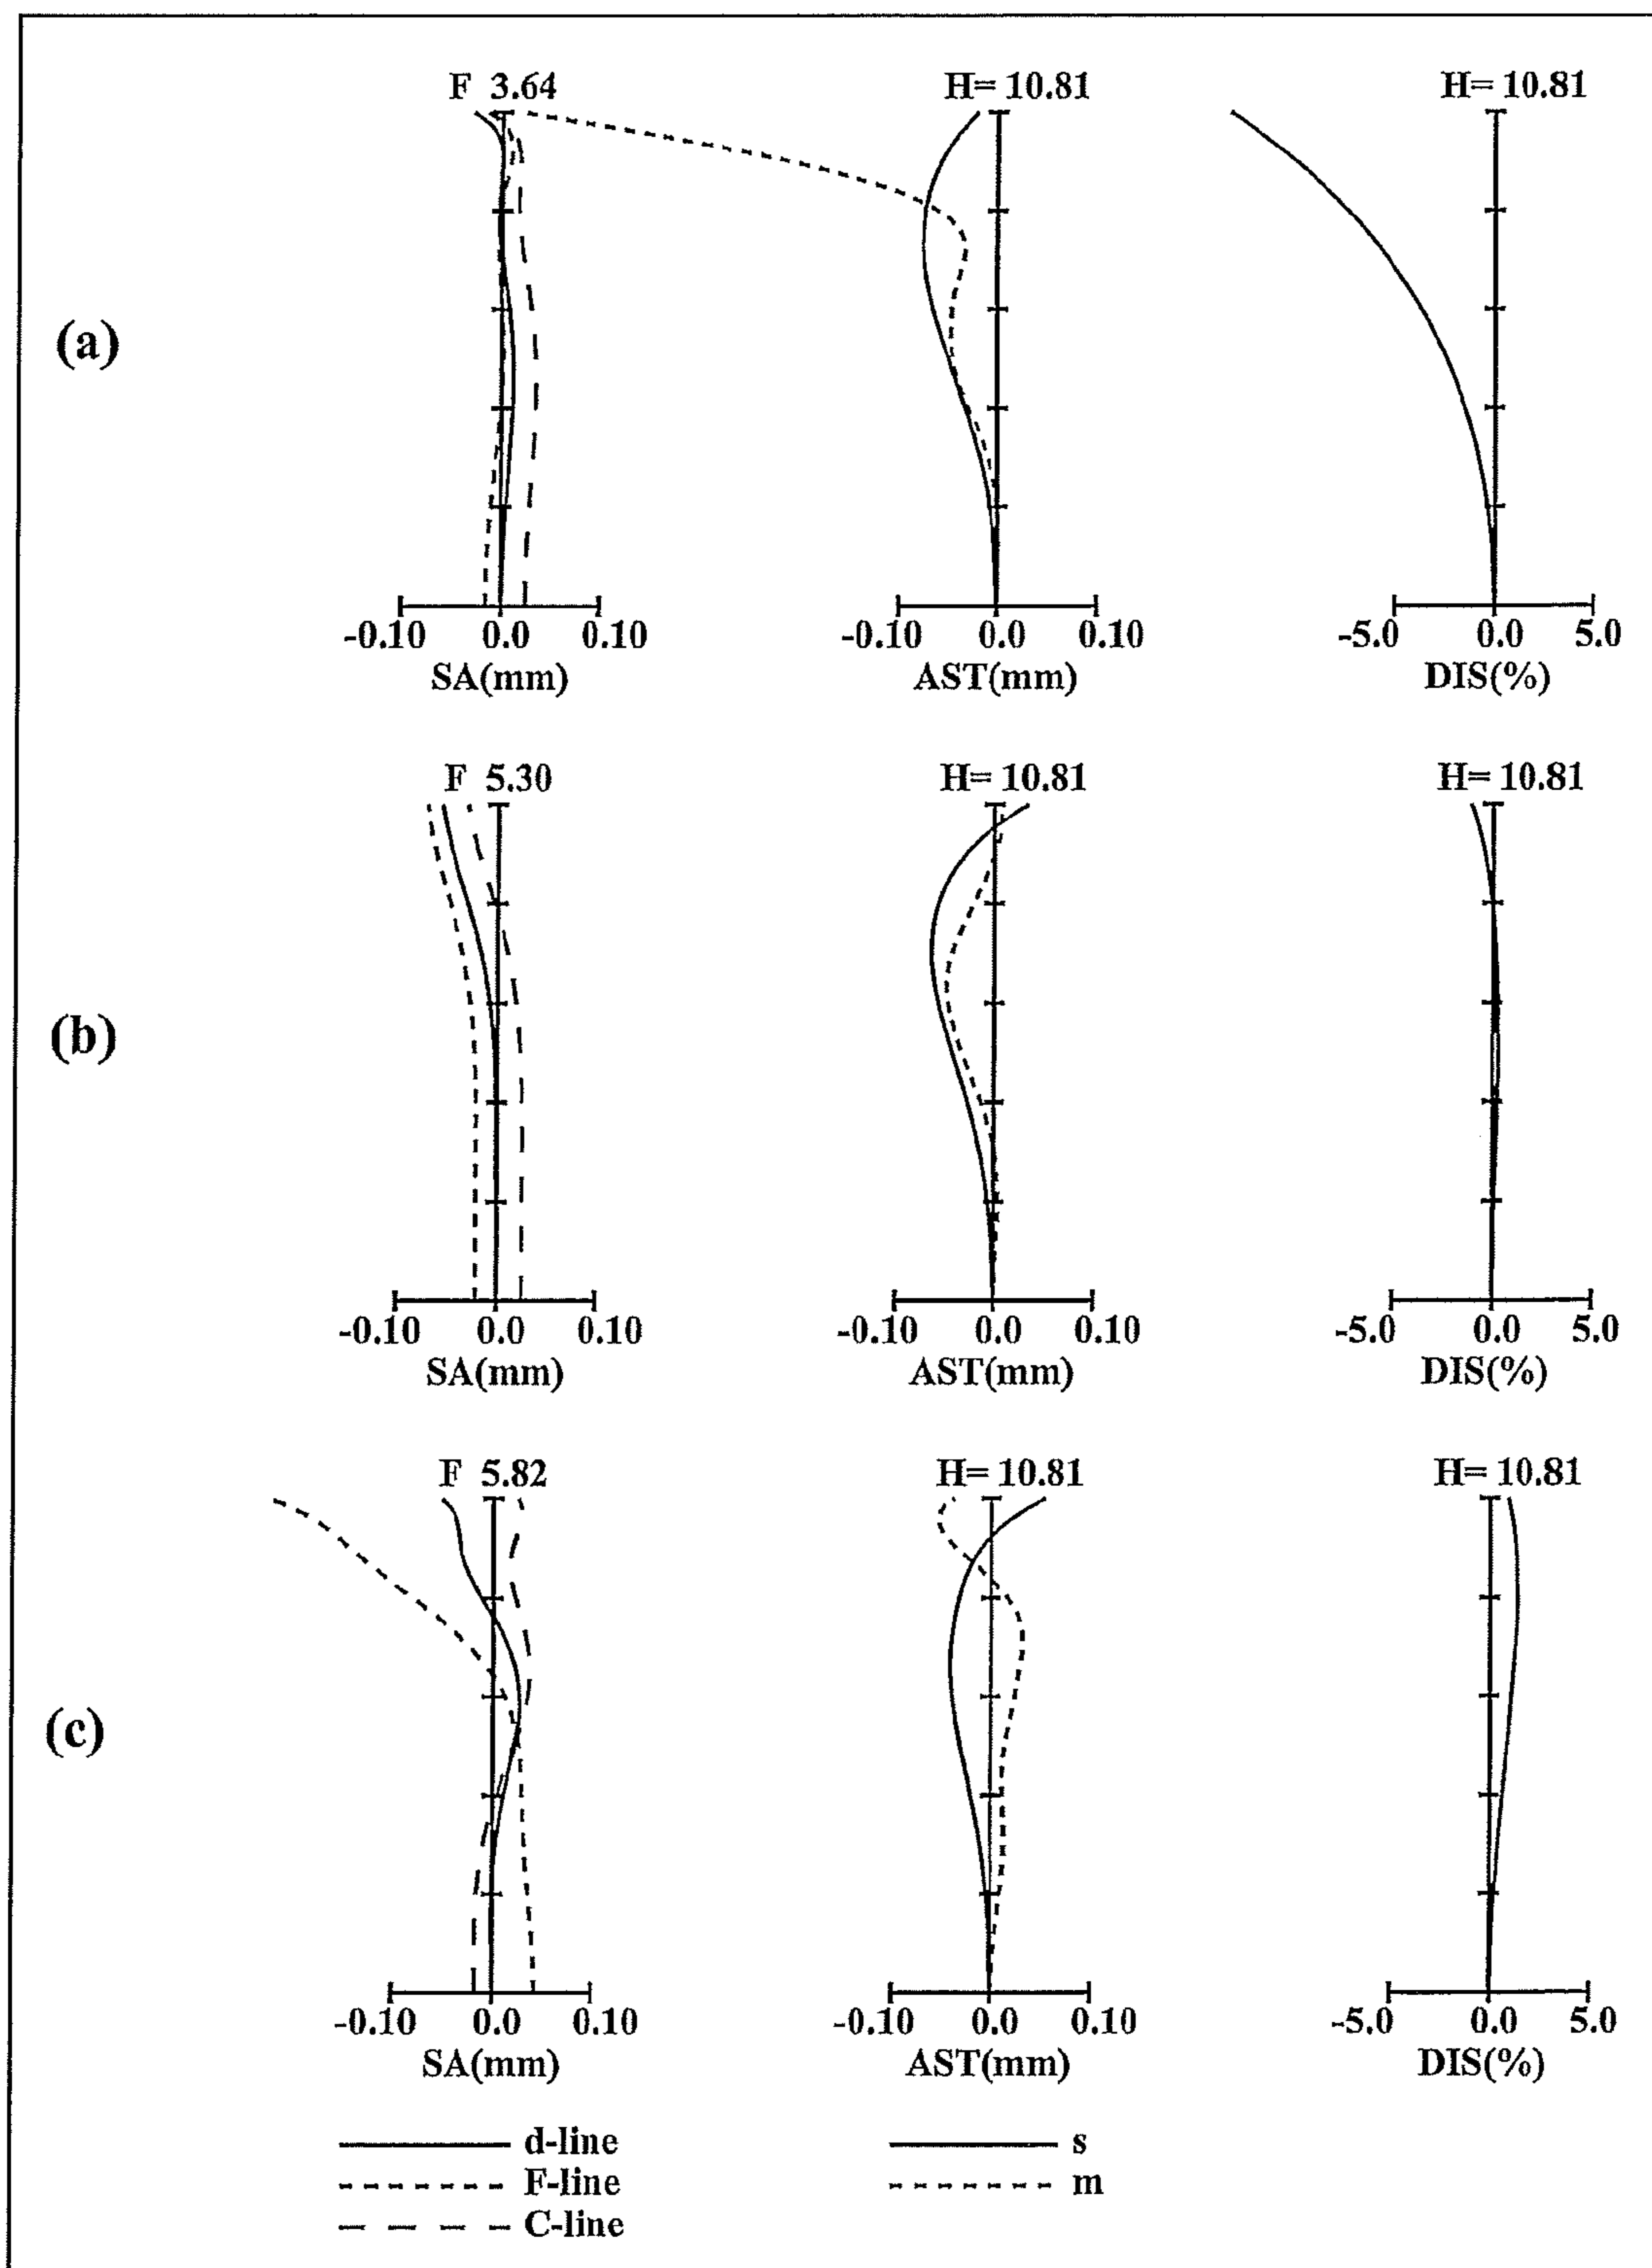 F 3.64 H= 10.81 H= 10.81
(a)
-0.10 0.0 0.10 -0.10 0.0 0.10 -5.0 0.0 5.0
SA(mm) AST(mm) DIS(%)
F 5.30 H= 10.81 H= 10.81
(b)
-0.10 0.0 0.10 -0.10 0.0 0.10 -5.0 0.0 5.0
SA(mm) AST(mm) DIS(%)
F 5.82 H= 10.81 H= 10.81
(c)
-0.10 0.0 0.10 -0.10 0.0 0.10 -5.0 0.0 5.0
SA(mm) AST(mm) DIS(%)
d-line s
F-line m
C-line